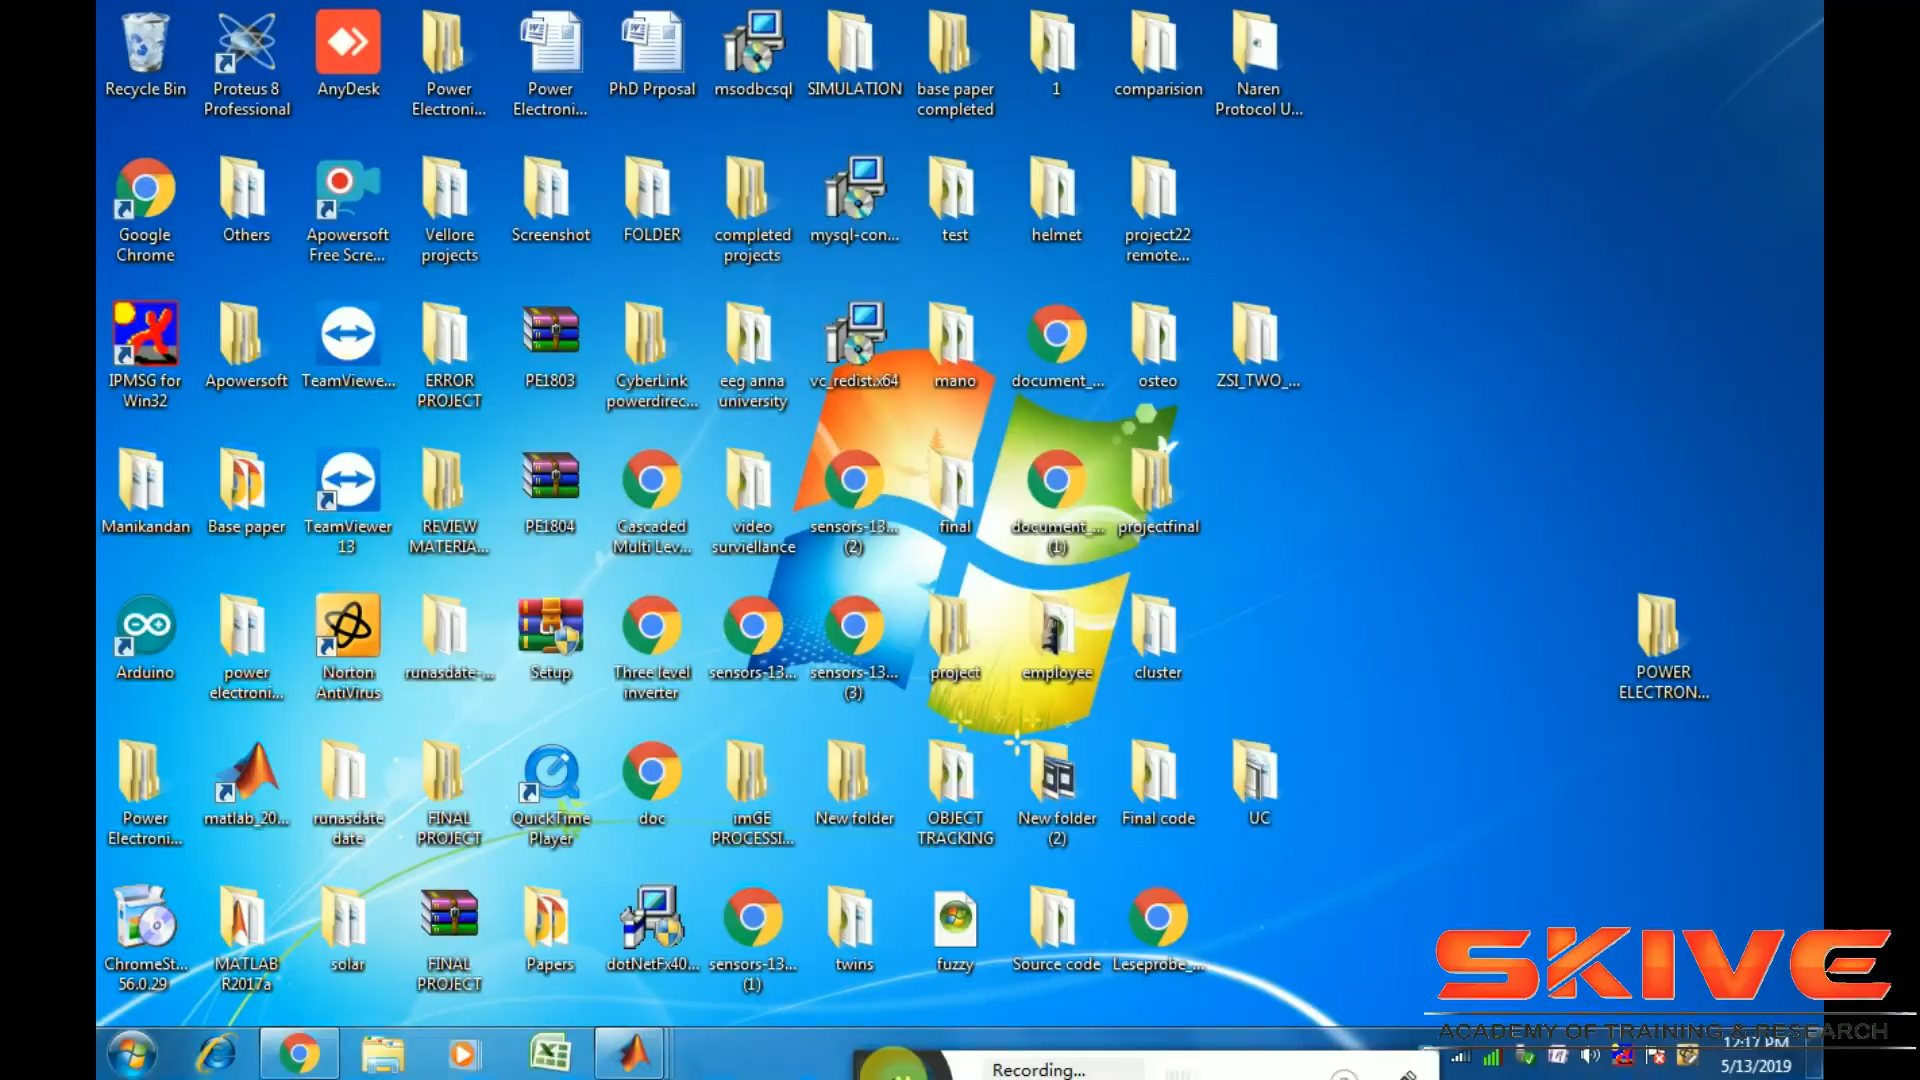 Recycle Bin
Proteus 8
Professional
AnyDesk
Power
Electroni...
Power
Electroni...
PhD Prposal
msodbcsql
SIMULATION
base paper
completed
1
comparision
Naren
Protocol U...
Google
Chrome
Others
Apowersoft
Free Scre...
Vellore
projects
Screenshot
FOLDER
completed
projects
mysql-con...
test
helmet
project22
remote...
IPMSG for
Win32
Apowersoft
TeamViewe...
ERROR
PROJECT
PE1803
CyberLink
powerdirec...
eeg anna
university
vc_redist.x64
mano
document_...
osteo
ZSI_TWO_...
Manikandan
Base paper
TeamViewer
13
REVIEW
MATERIA...
PE1804
Cascaded
Multi Lev...
video
surviellance
sensors-13...
(2)
final
document_...
(1)
projectfinal
Arduino
power
electroni...
Norton
AntiVirus
runasdate-...
Setup
Three level
inverter
sensors-13...
sensors-13...
(3)
project
employee
cluster
POWER
ELECTRON...
Power
Electroni...
matlab_20...
runasdate
date
FINAL
PROJECT
QuickTime
Player
doc
imGE
PROCESSI...
New folder
OBJECT
TRACKING
New folder
(2)
Final code
UC
ChromeSt...
56.0.29
MATLAB
R2017a
solar
FINAL
PROJECT
Papers
dotNetFx40...
sensors-13...
(1)
twins
fuzzy
Source code
Leseprobe_...
SKIVE
ACADEMY OF TRAINING & RESEARCH
Recording...
12:17 PM
5/13/2019